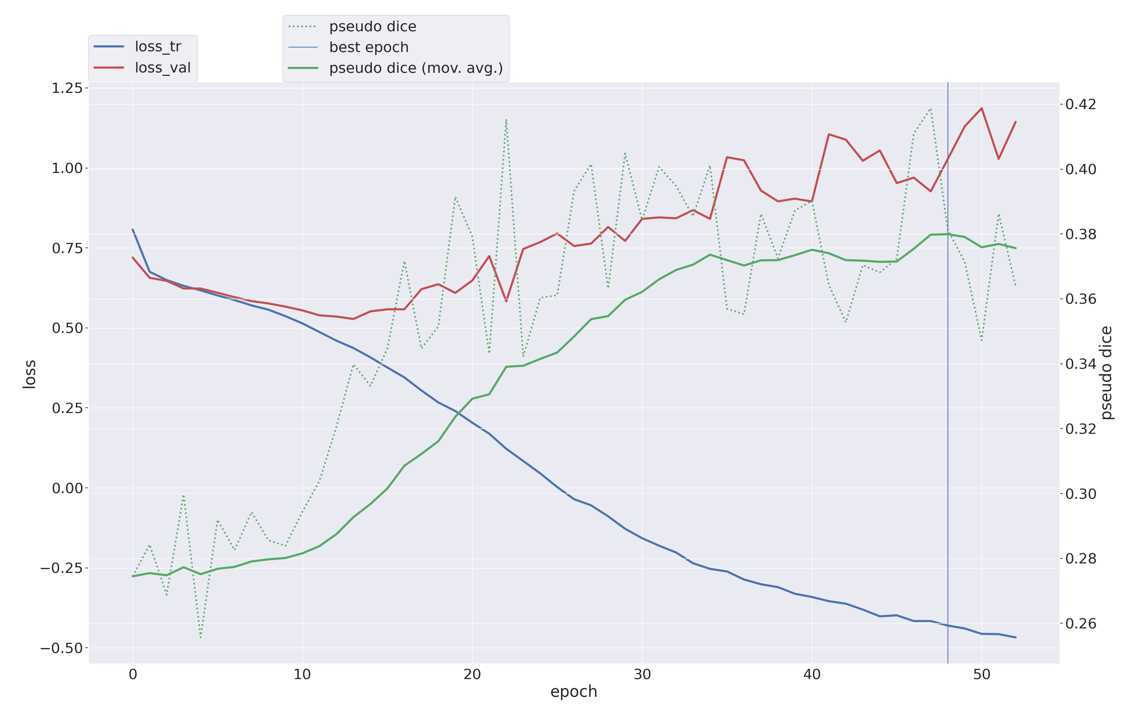 loss_tr
loss_val
pseudo dice
best epoch
pseudo dice (mov. avg.)
1.25
1.00
0.75
0.50
0.25
0.00
−0.25
−0.50
loss
0.42
0.40
0.38
0.36
0.34
0.32
0.30
0.28
0.26
pseudo dice
0 10 20 30 40 50
epoch